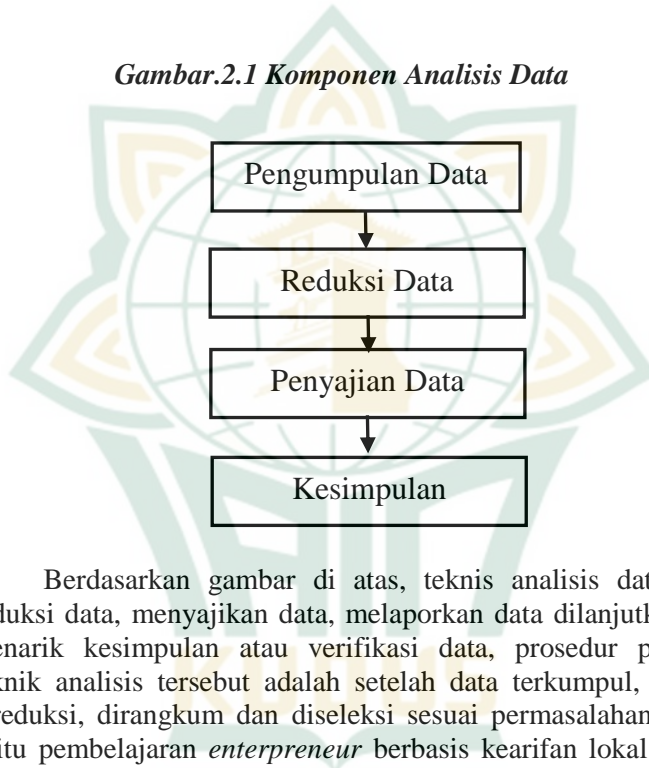 Gambar.2.1 Komponen Analisis Data
Pengumpulan Data
Reduksi Data
Penyajian Data
Kesimpulan
Berdasarkan gambar di atas, teknis analisis dat
duksi data, menyajikan data, melaporkan data dilanjutk
enarik kesimpulan atau verifikasi data, prosedur p
knik analisis tersebut adalah setelah data terkumpul,
reduksi, dirangkum dan diseleksi sesuai permasalahan
itu pembelajaran enterpreneur berbasis kearifan lokal
IAIN
KUDUS